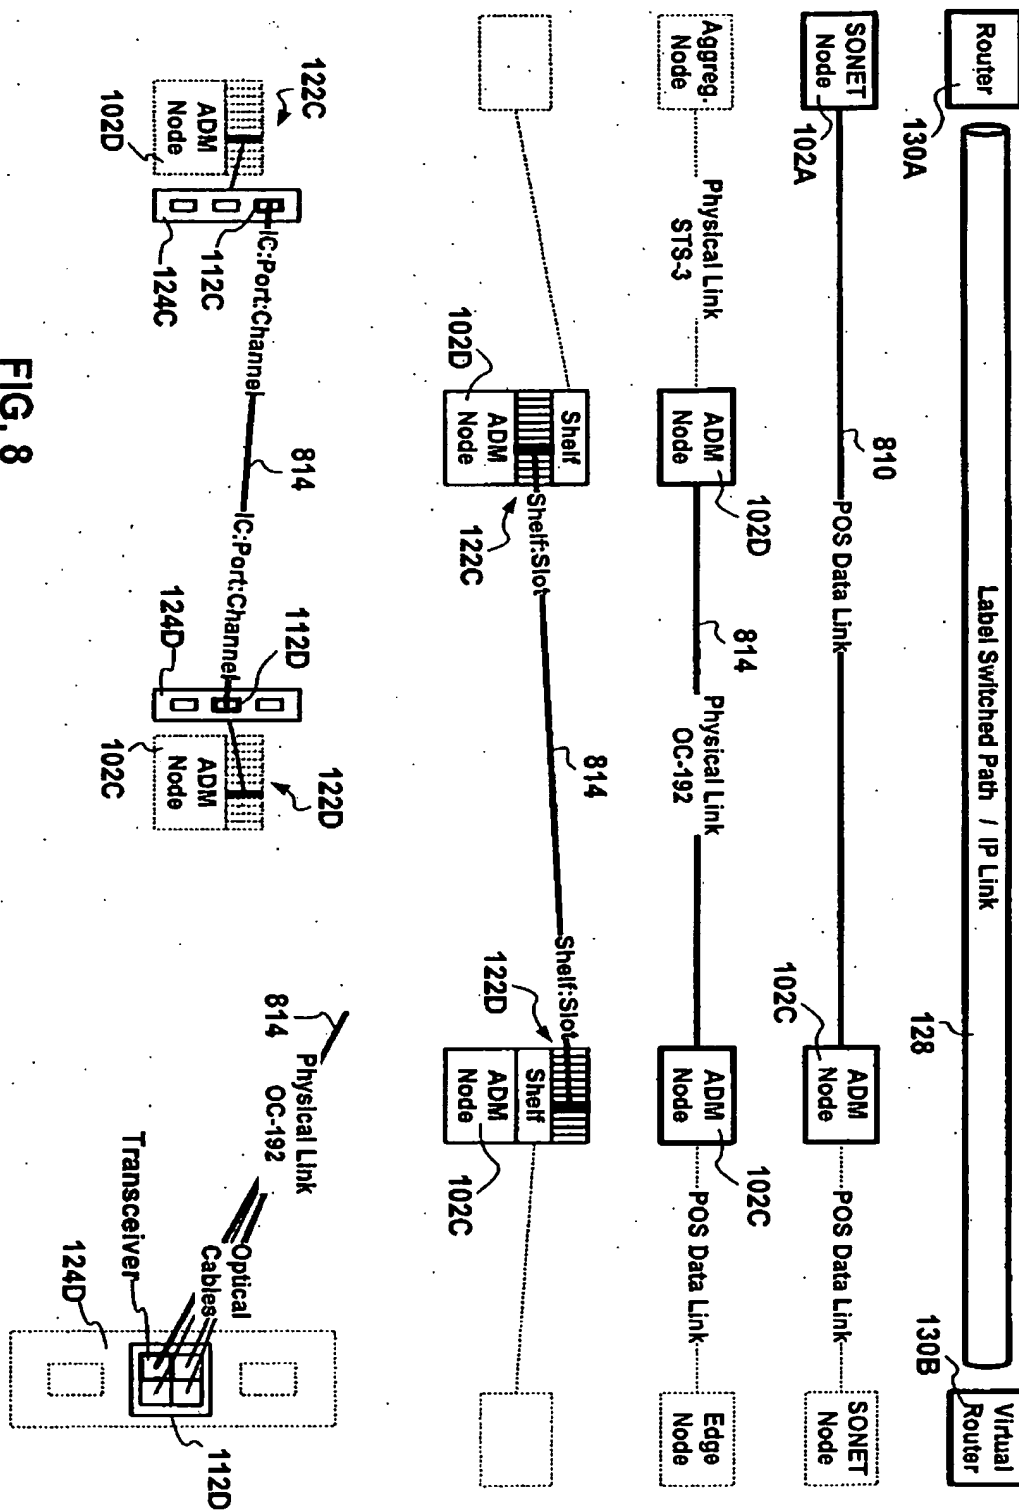 Router
130A
Label Switched Path / IP Link
128
Virtual
Router
130B
SONET
Node
102A
810
POS Data Link
102C
ADM
Node
POS Data Link
SONET
Node
Aggreg.
Node
Physical Link
STS-3
ADM
Node
102D
814
Physical Link
OC-192
ADM
Node
102C
POS Data Link
Edge
Node
102D
Shelf
ADM
Node
Shelf:Slot
122C
814
Shelf:Slot
122D
Shelf
ADM
Node
102C
122C
ADM
Node
102D
IC:Port:Channel
112C
124C
814
IC:Port:Channel
112D
124D
122D
ADM
Node
102C
814
Physical Link
OC-192
Optical
Cables
Transceiver
124D
112D
FIG. 8